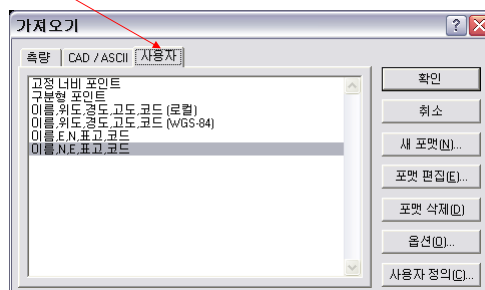 가져오기
측량 CAD / ASCII 사용자
고정 너비 포인트
구분형 포인트
이름,위도,경도,고도,코드 (로컬)
이름,위도,경도,고도,코드 (WGS-84)
이름,E,N,표고,코드
이름,N,E,표고,코드
확인
취소
새 포맷(N)...
포맷 편집(E)...
포맷 삭제(D)
옵션(O)...
사용자 정의(C)...